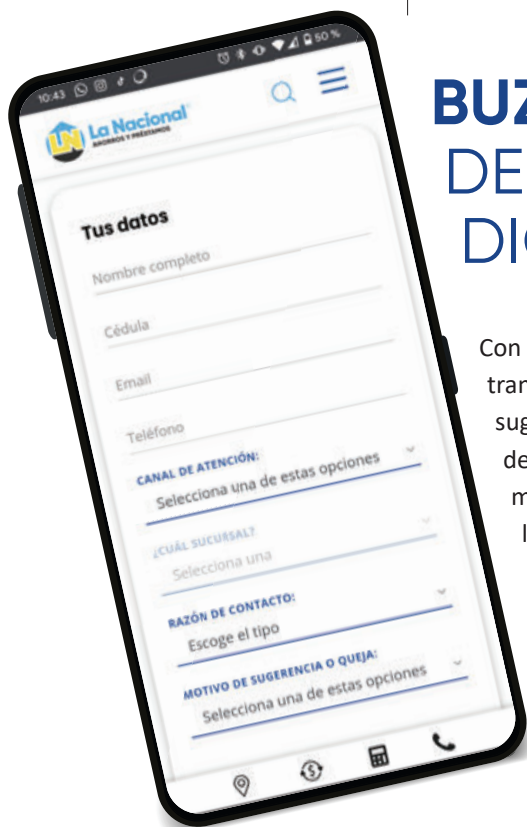 10:43
50 %
LN La Nacional
AHORROS Y PRÉSTAMOS
Tus datos
Nombre completo
Cédula
Email
Teléfono
CANAL DE ATENCIÓN:
Selecciona una de estas opciones
¿CUÁL SUCURSAL?
Selecciona una
RAZÓN DE CONTACTO:
Escoge el tipo
MOTIVO DE SUGERENCIA O QUEJA:
Selecciona una de estas opciones
BUZ
DE
DIG
Con
tran
sug
de
m
l